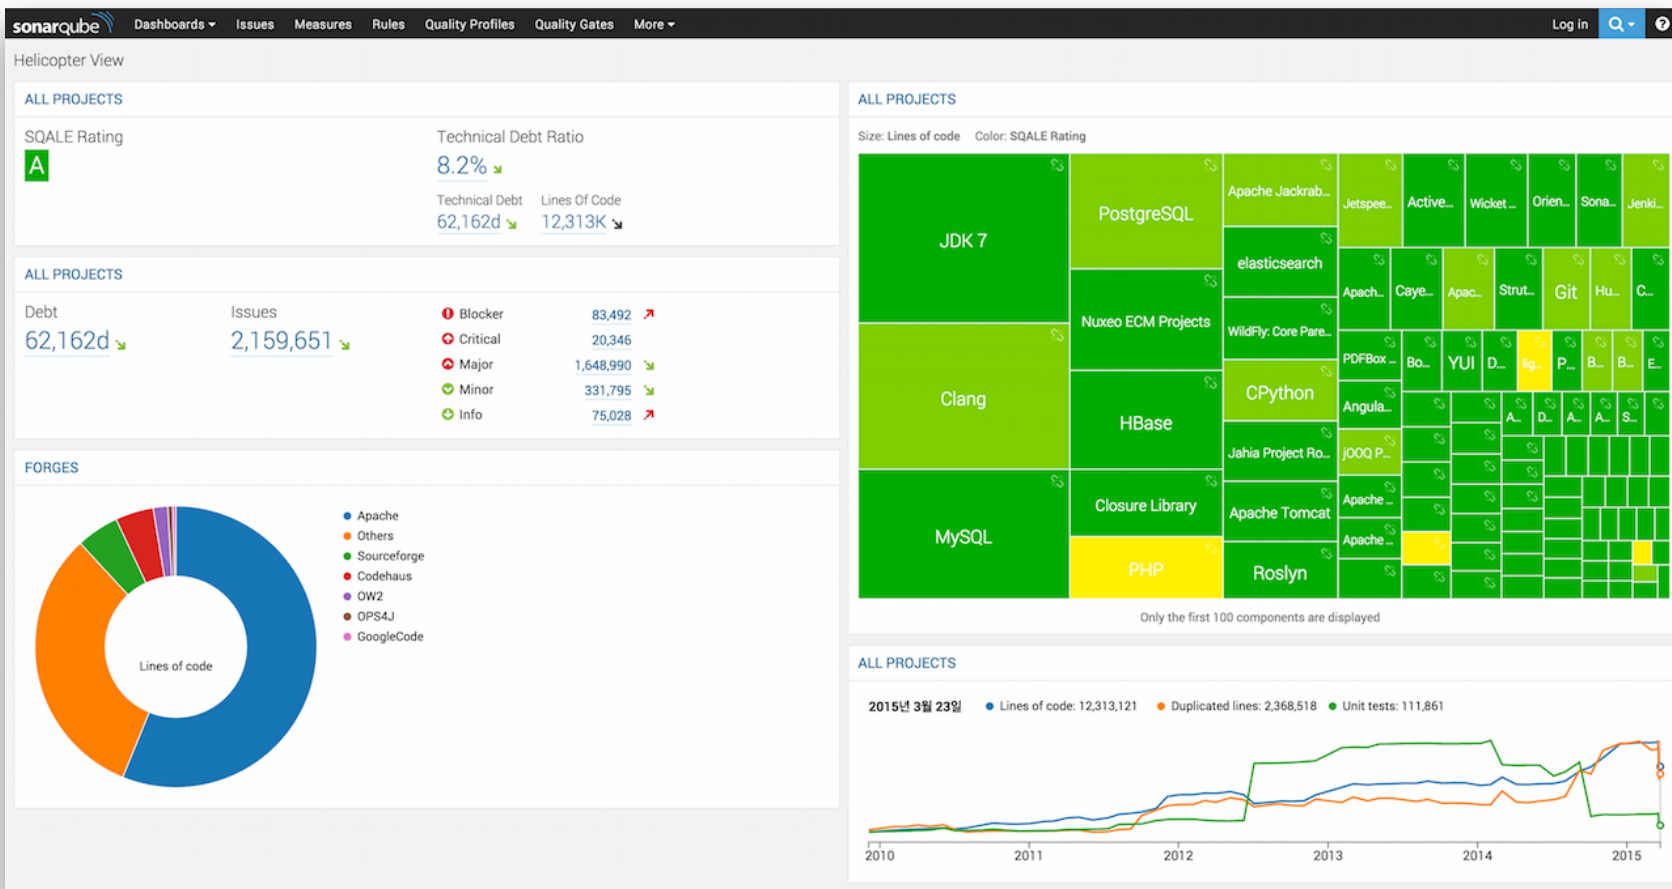 sonarqube Dashboards Issues Measures Rules Quality Profiles Quality Gates More Log in
Helicopter View
ALL PROJECTS
SQALE Rating
A
Technical Debt Ratio
8.2%
Technical Debt Lines Of Code
62,162d 12,313K
ALL PROJECTS
Debt
62,162d
Issues
2,159,651
Blocker 83,492
Critical 20,346
Major 1,648,990
Minor 331,795
Info 75,028
FORGES
Lines of code
Apache
Others
Sourceforge
Codehaus
OW2
OPS4J
GoogleCode
ALL PROJECTS
Size: Lines of code Color: SQALE Rating
JDK 7
Clang
MySQL
PostgreSQL
Nuxeo ECM Projects
HBase
Closure Library
PHP
Apache Jackrab...
elasticsearch
WildFly: Core Pare...
CPython
Jahia Project Ro...
Apache Tomcat
Roslyn
Jetspee... Active... Wicket ... Orien... Sona... Jenki...
Apach... Caye... Apac... Strut... Git Hu... C...
PDFBox ... Bo... YUI D... lig... P... B... B... E...
Angula... A... D... A... A... S...
jOOQ P...
Apache ...
Apache ...
Only the first 100 components are displayed
ALL PROJECTS
2015년 3월 23일 Lines of code: 12,313,121 Duplicated lines: 2,368,518 Unit tests: 111,861
2010 2011 2012 2013 2014 2015